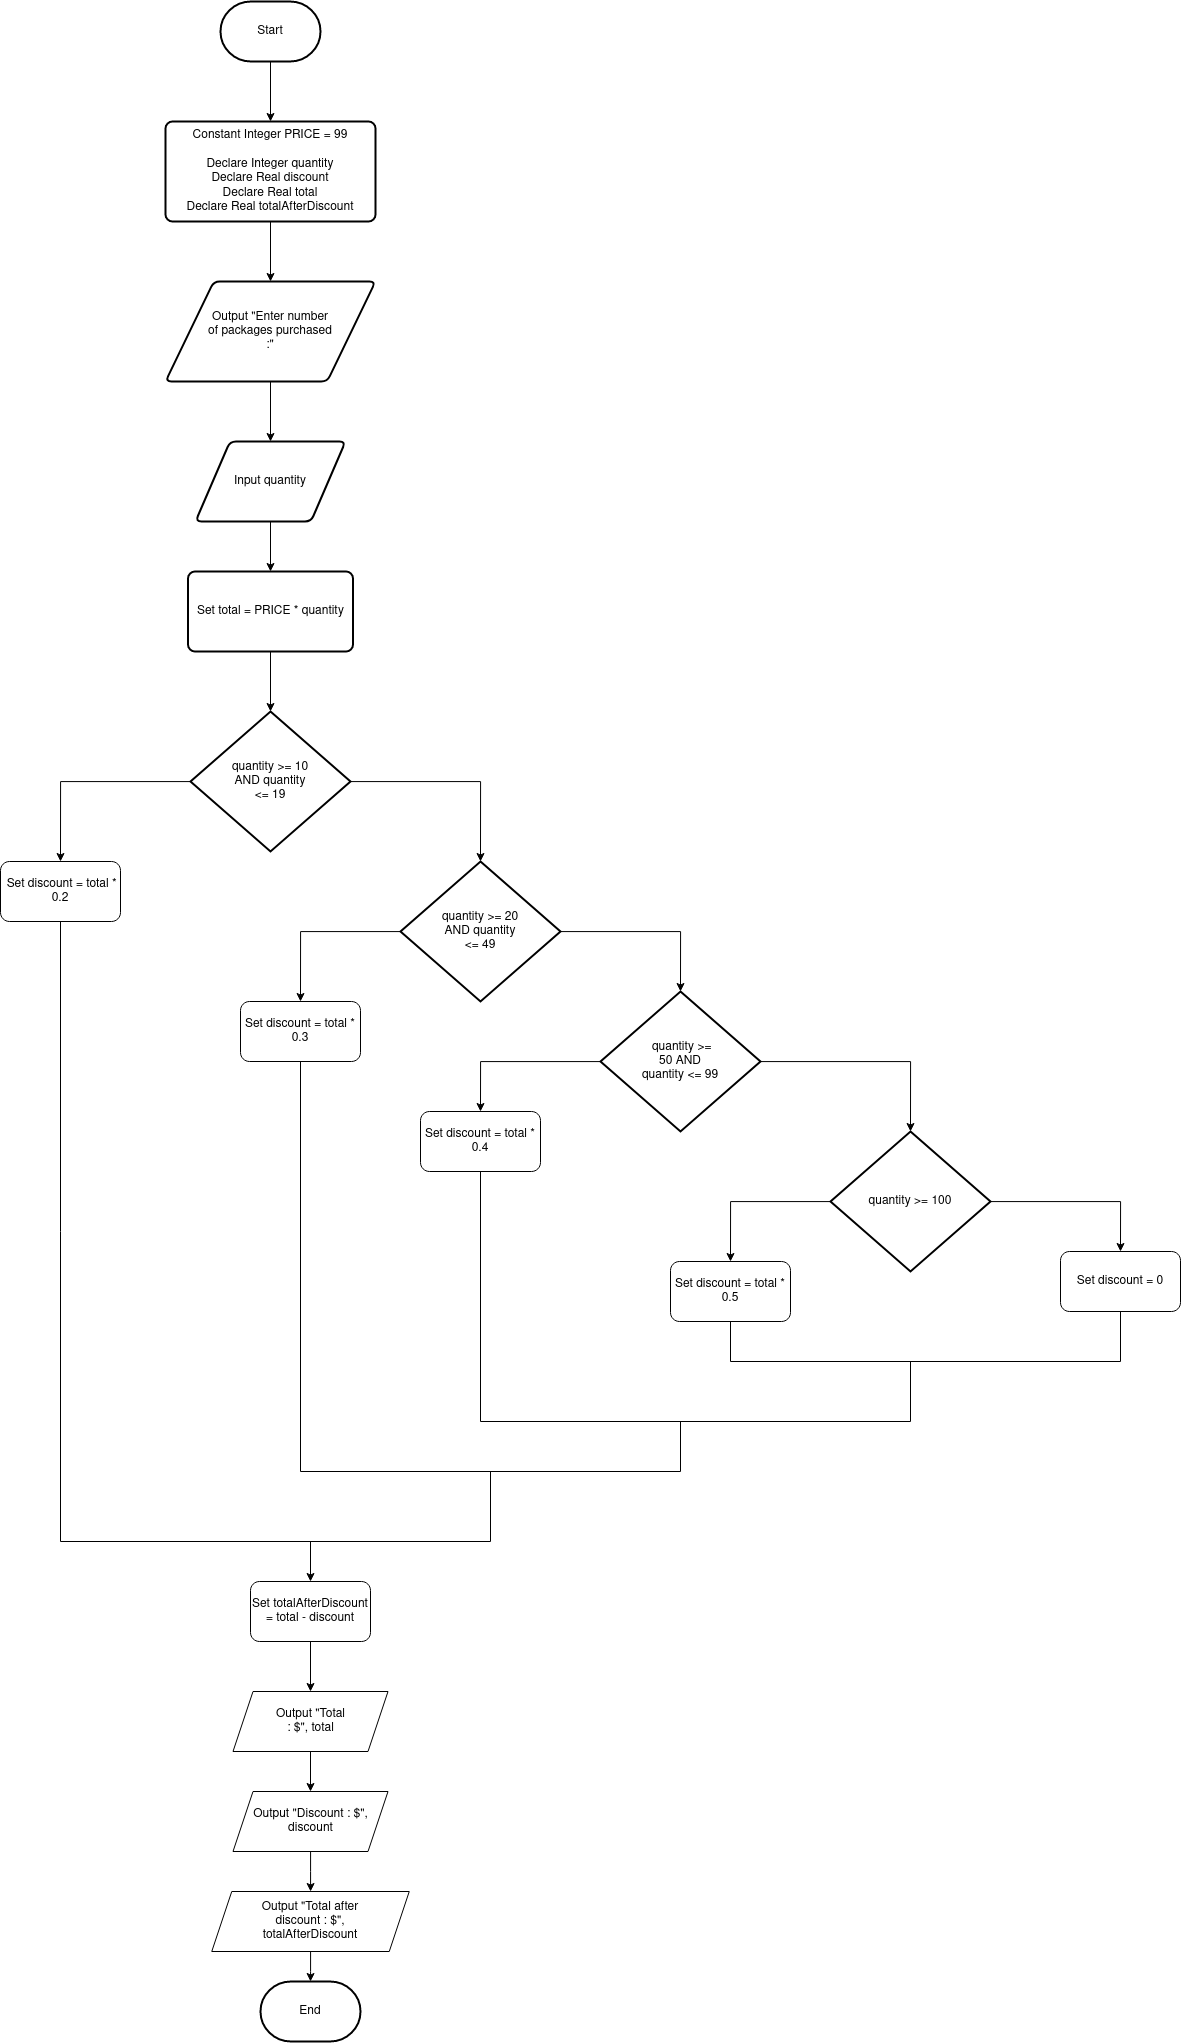 Start
Constant Integer PRICE = 99
Declare Integer quantity
Declare Real discount
Declare Real total
Declare Real totalAfterDiscount
Output "Enter number
of packages purchased
:"
Input quantity
Set total = PRICE * quantity
quantity >= 10
AND quantity
<= 19
Set discount = total *
0.2
quantity >= 20
AND quantity
<= 49
Set discount = total *
0.3
quantity >=
50 AND
quantity <= 99
Set discount = total *
0.4
quantity >= 100
Set discount = total *
0.5
Set discount = 0
Set totalAfterDiscount
= total - discount
Output "Total
: $", total
Output "Discount : $",
discount
Output "Total after
discount : $",
totalAfterDiscount
End